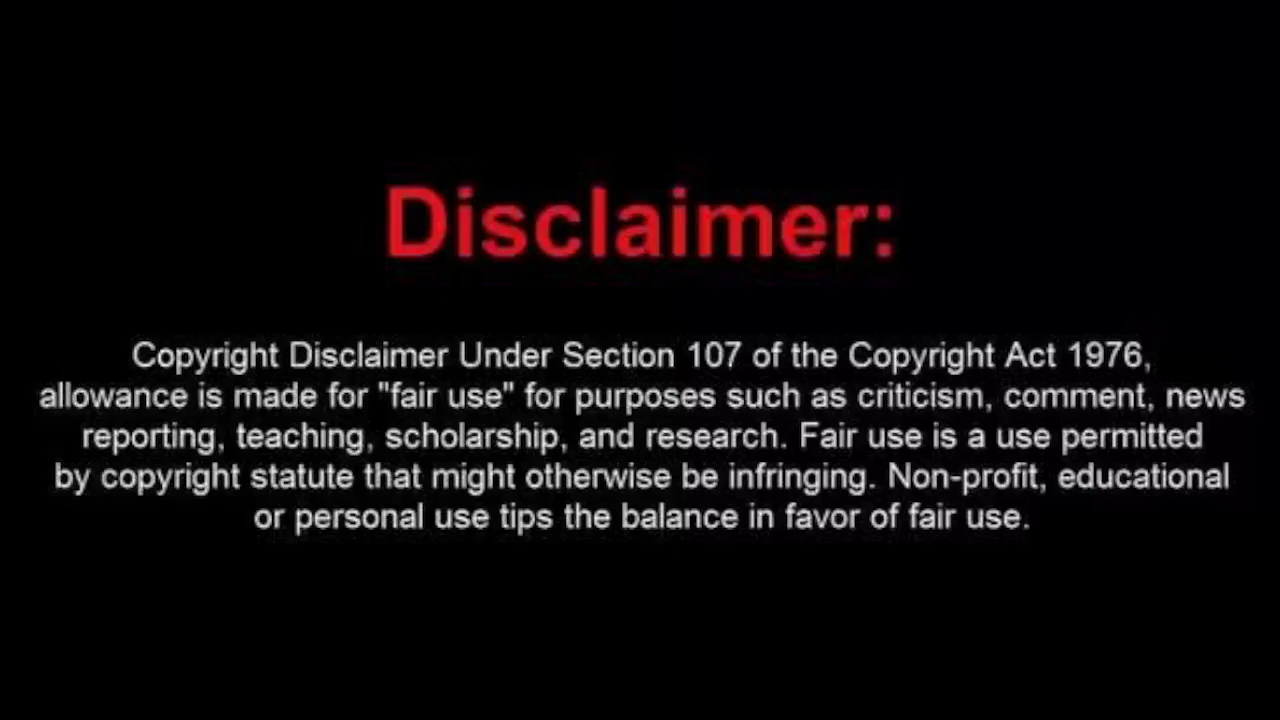 Disclaimer:
Copyright Disclaimer Under Section 107 of the Copyright Act 1976,
allowance is made for "fair use" for purposes such as criticism, comment, news
reporting, teaching, scholarship, and research. Fair use is a use permitted
by copyright statute that might otherwise be infringing. Non-profit, educational
or personal use tips the balance in favor of fair use.